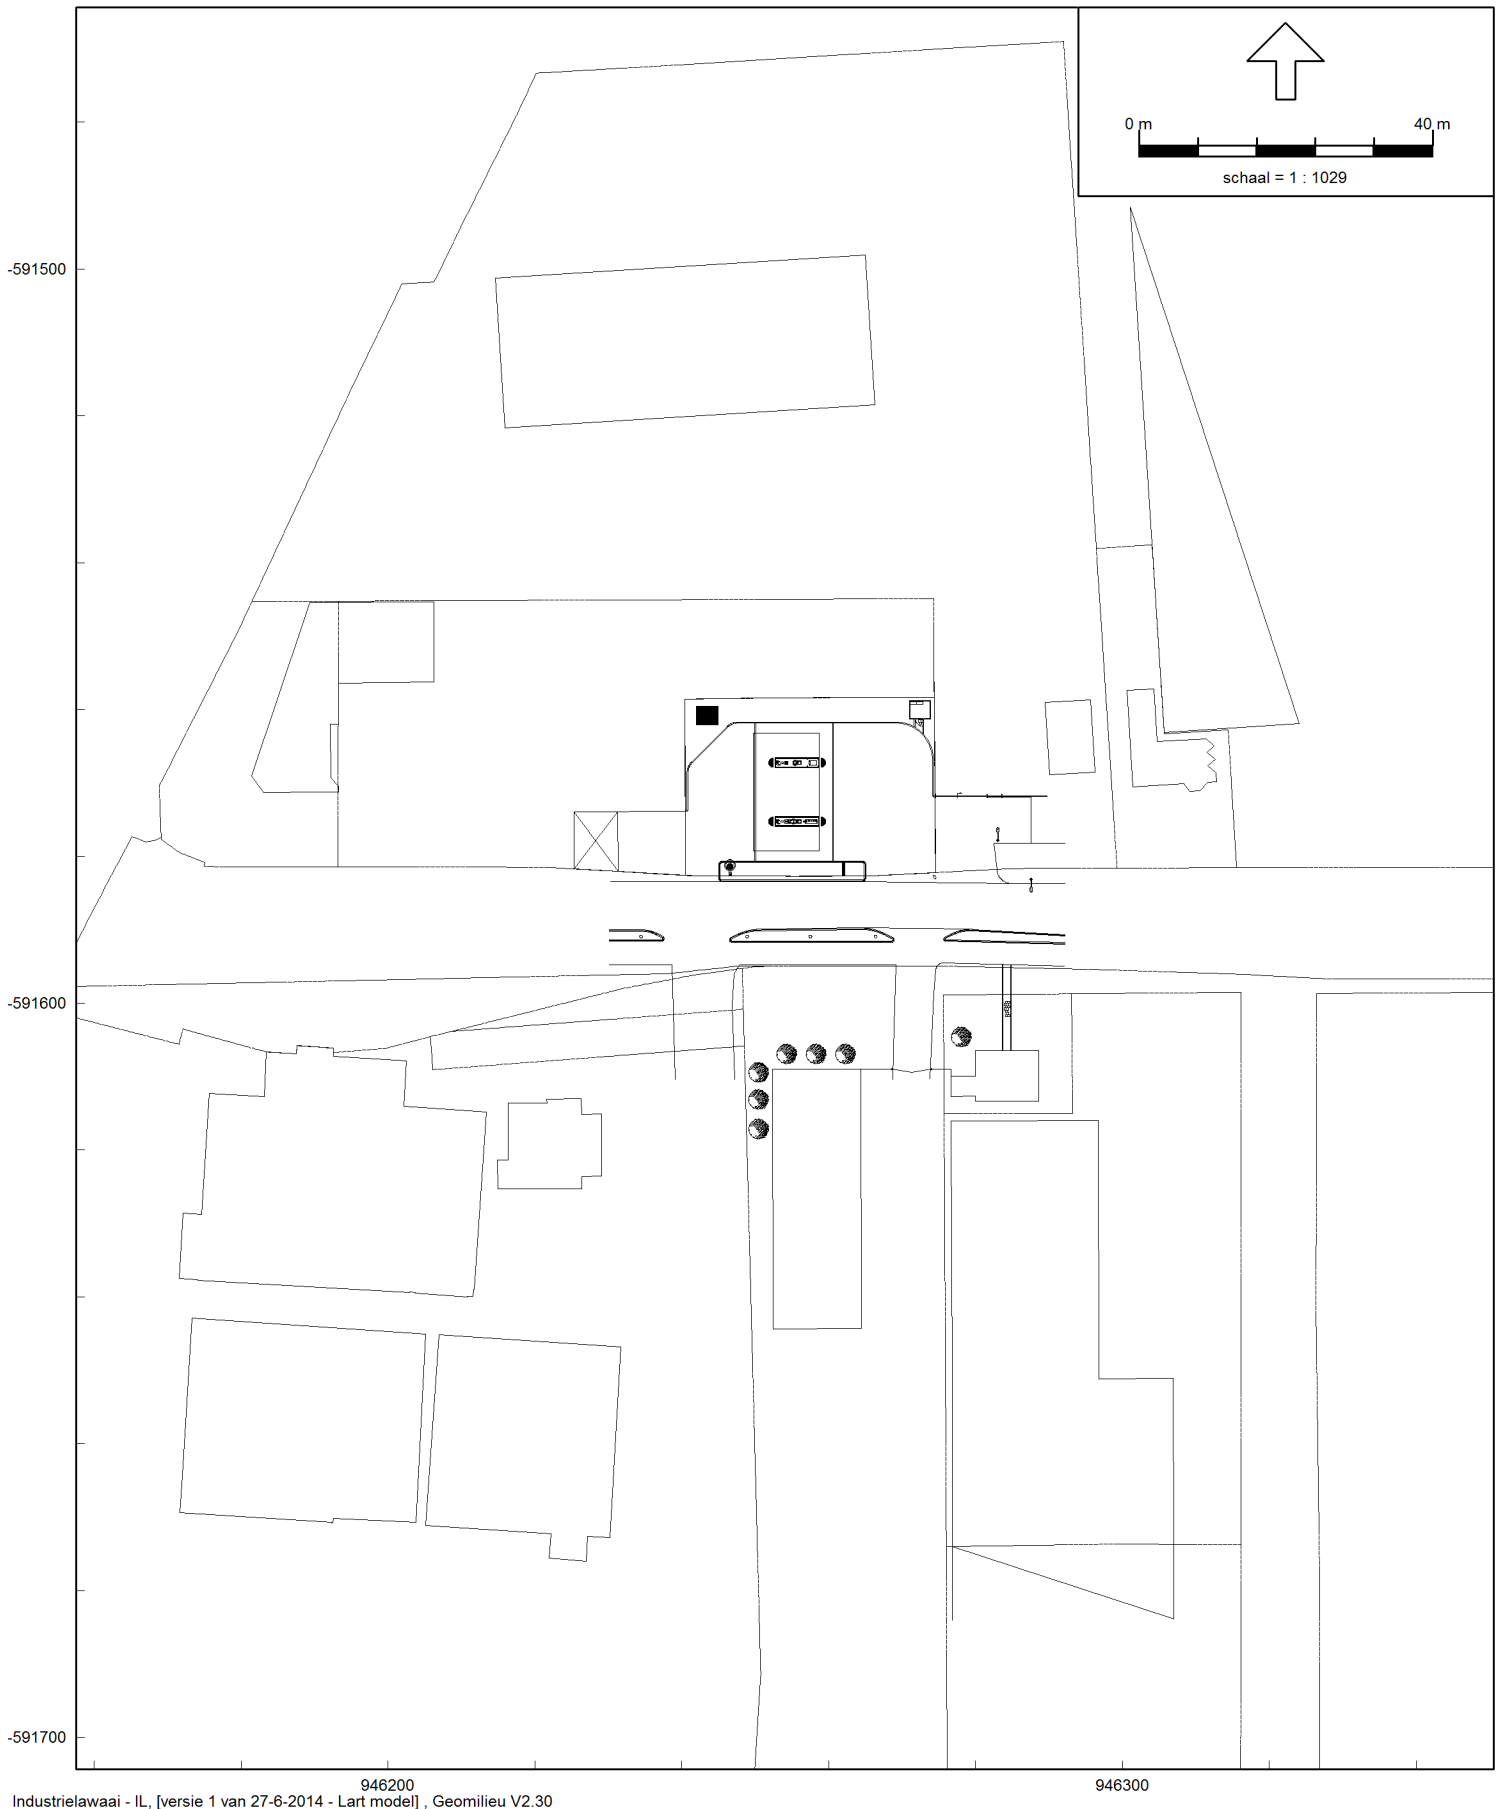 0 m 40 m
schaal = 1 : 1029
-591500
-591600
-591700
946200 946300
Industrielawaai - IL, [versie 1 van 27-6-2014 - Lart model] , Geomilieu V2.30